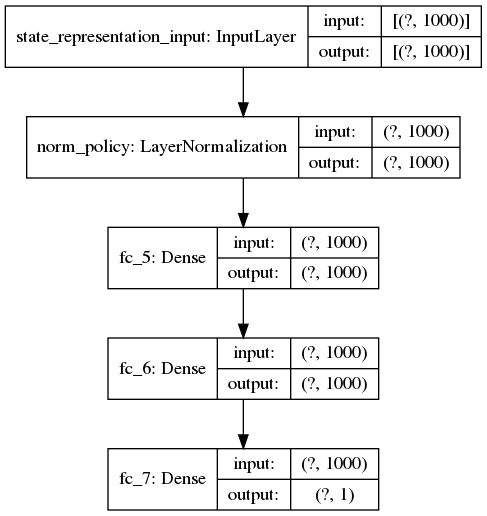 state_representation_input: InputLayer
input: [(?, 1000)]
output: [(?, 1000)]
norm_policy: LayerNormalization
input: (?, 1000)
output: (?, 1000)
fc_5: Dense
input: (?, 1000)
output: (?, 1000)
fc_6: Dense
input: (?, 1000)
output: (?, 1000)
fc_7: Dense
input: (?, 1000)
output: (?, 1)